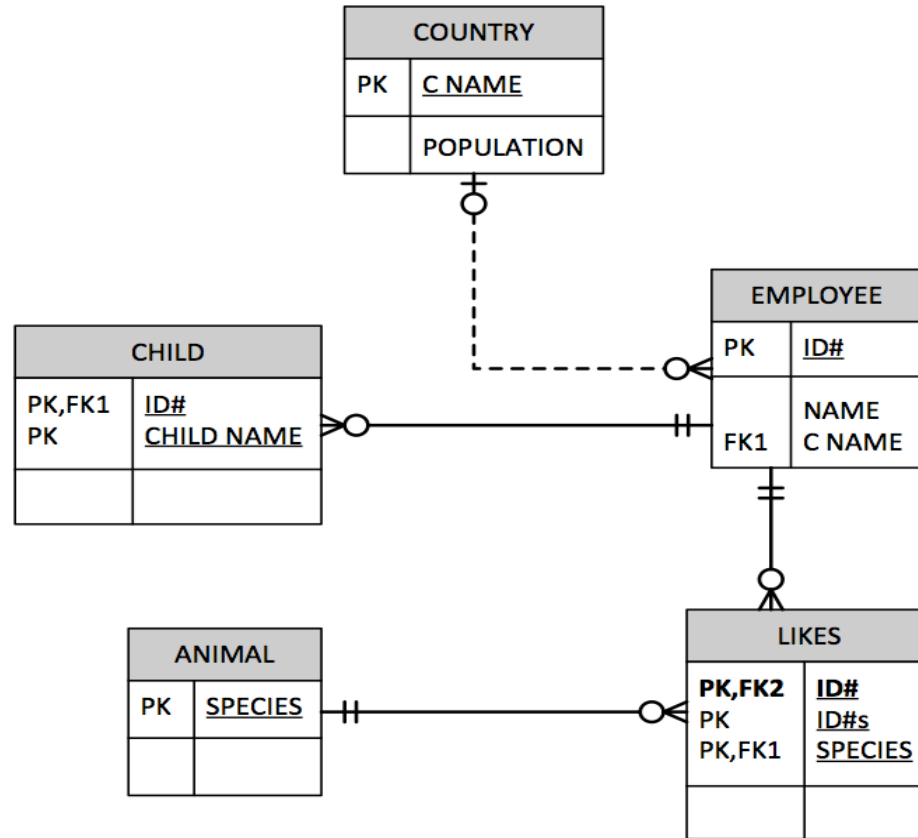 COUNTRY
PK C NAME
POPULATION
EMPLOYEE
PK ID#
NAME
FK1 C NAME
CHILD
PK,FK1 ID#
PK CHILD NAME
ANIMAL
PK SPECIES
LIKES
PK,FK2 ID#
PK ID#s
PK,FK1 SPECIES